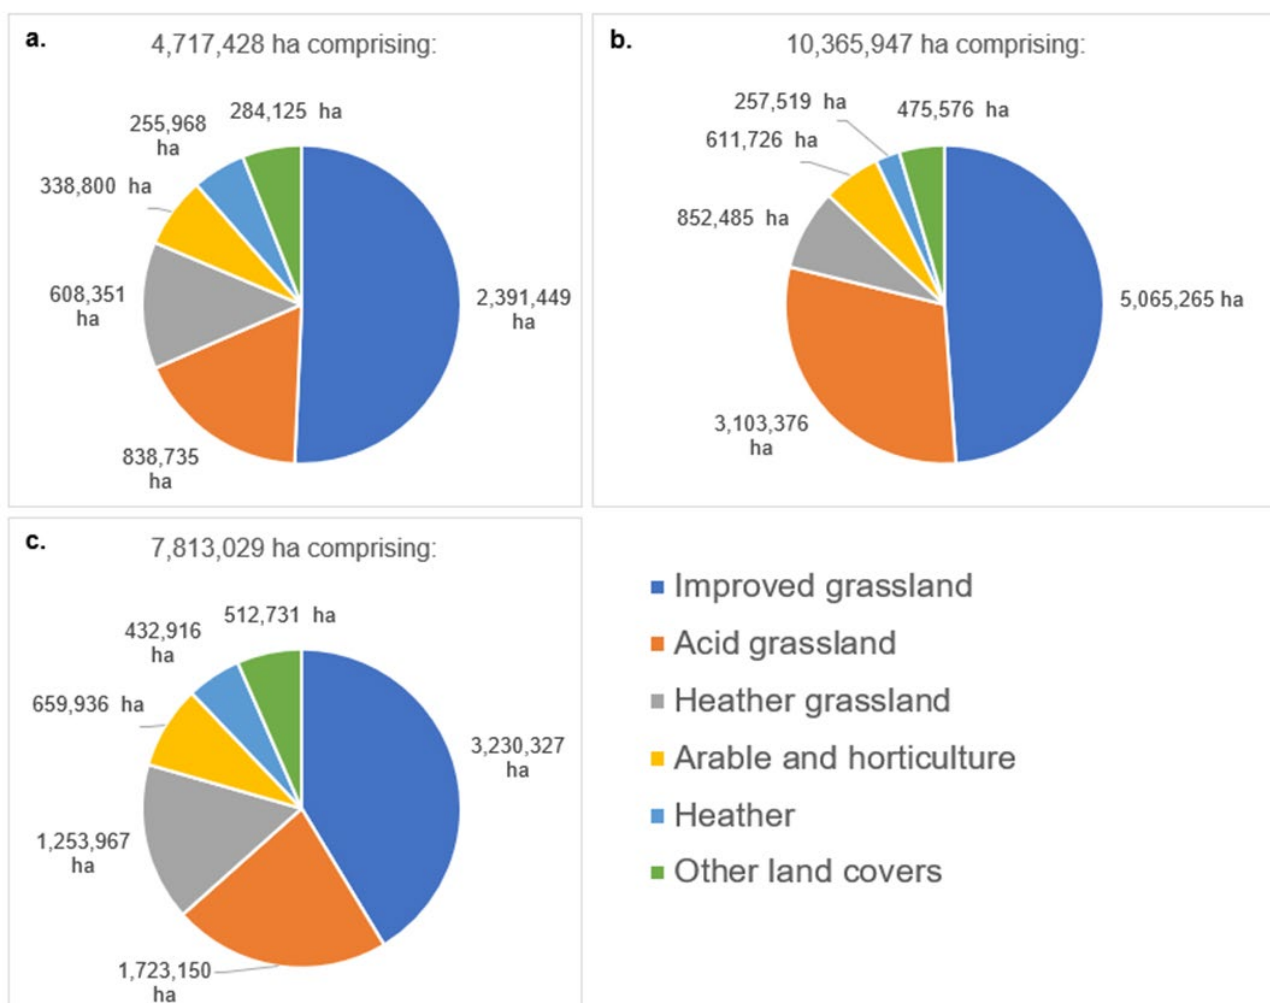 a.
4,717,428 ha comprising:
284,125 ha
255,968
ha
338,800 ha
608,351
ha
2,391,449
ha
838,735
ha
b.
10,365,947 ha comprising:
257,519 ha
475,576 ha
611,726 ha
852,485 ha
5,065,265 ha
3,103,376
ha
c.
7,813,029 ha comprising:
512,731 ha
432,916
ha
659,936 ha
3,230,327
ha
1,253,967
ha
1,723,150
ha
Improved grassland
Acid grassland
Heather grassland
Arable and horticulture
Heather
Other land covers